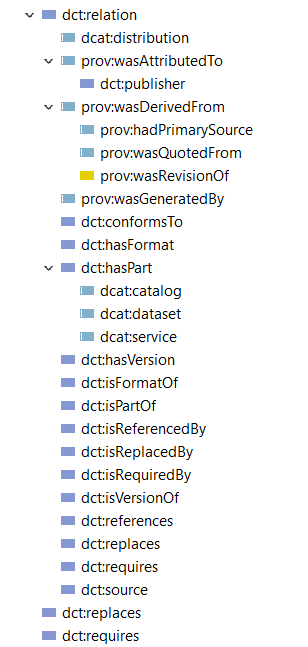 dct:relation
dcat:distribution
prov:wasAttributedTo
dct:publisher
prov:wasDerivedFrom
prov:hadPrimarySource
prov:wasQuotedFrom
prov:wasRevisionOf
prov:wasGeneratedBy
dct:conformsTo
dct:hasFormat
dct:hasPart
dcat:catalog
dcat:dataset
dcat:service
dct:hasVersion
dct:isFormatOf
dct:isPartOf
dct:isReferencedBy
dct:isReplacedBy
dct:isRequiredBy
dct:isVersionOf
dct:references
dct:replaces
dct:requires
dct:source
dct:replaces
dct:requires